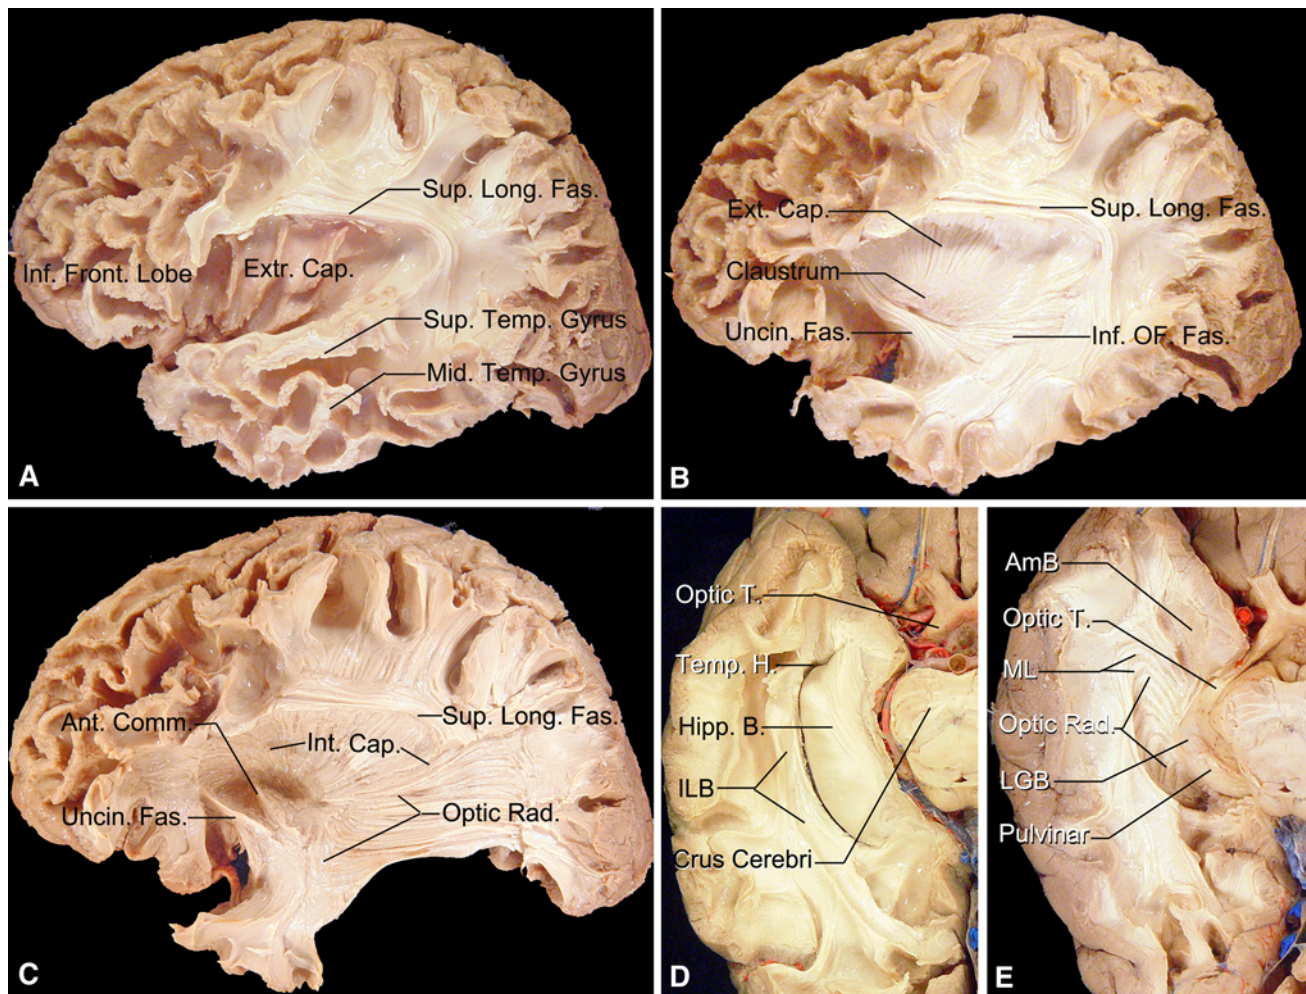 Sup. Long. Fas.
Inf. Front. Lobe
Extr. Cap.
Sup. Temp. Gyrus
Mid. Temp. Gyrus
A
Ext. Cap.
Sup. Long. Fas.
Claustrum
Uncin. Fas.
Inf. OF. Fas.
B
Ant. Comm.
Sup. Long. Fas.
Int. Cap.
Uncin. Fas.
Optic Rad.
C
Optic T.
Temp. H.
Hipp. B.
ILB
Crus Cerebri
D
AmB
Optic T.
ML
Optic Rad.
LGB
Pulvinar
E